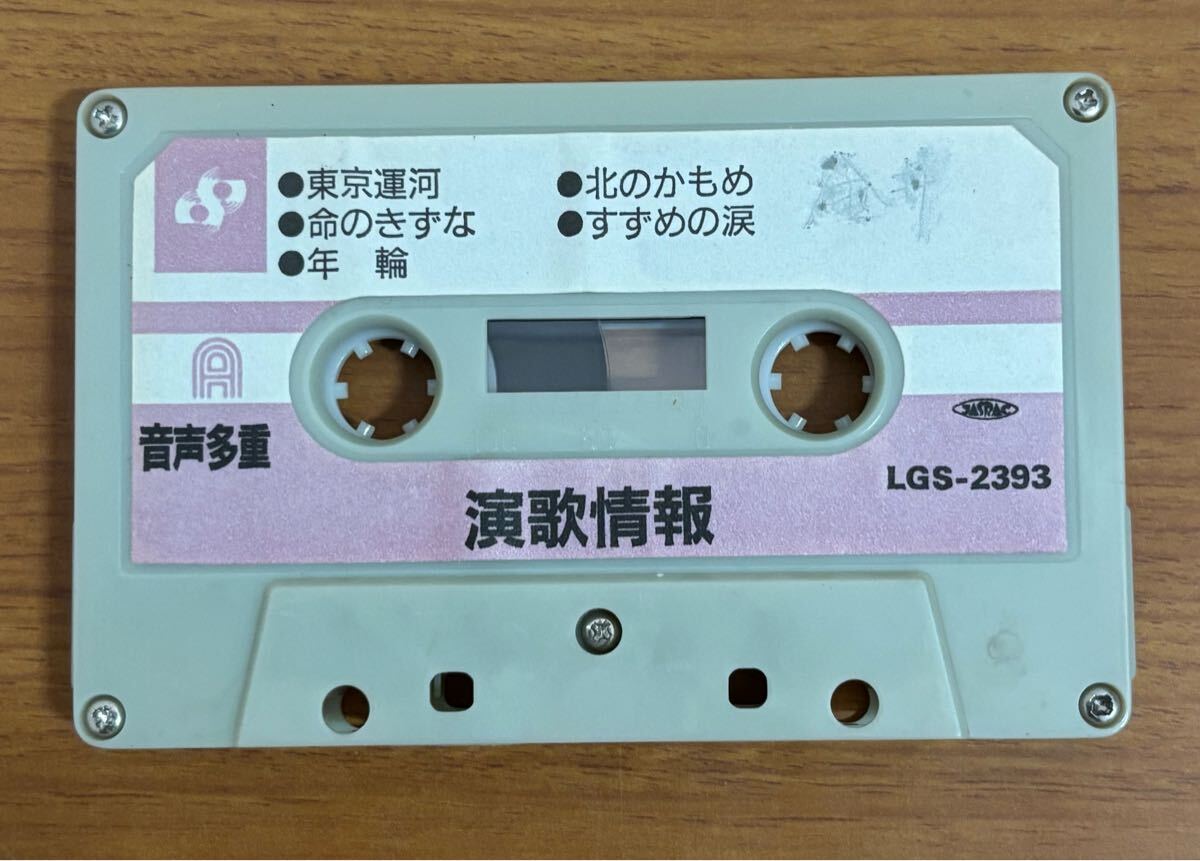 ●東京運河
●命のきずな
●年 輪
●北のかもめ
●すずめの涙
A
音声多重
JASRAC
LGS-2393
演歌情報